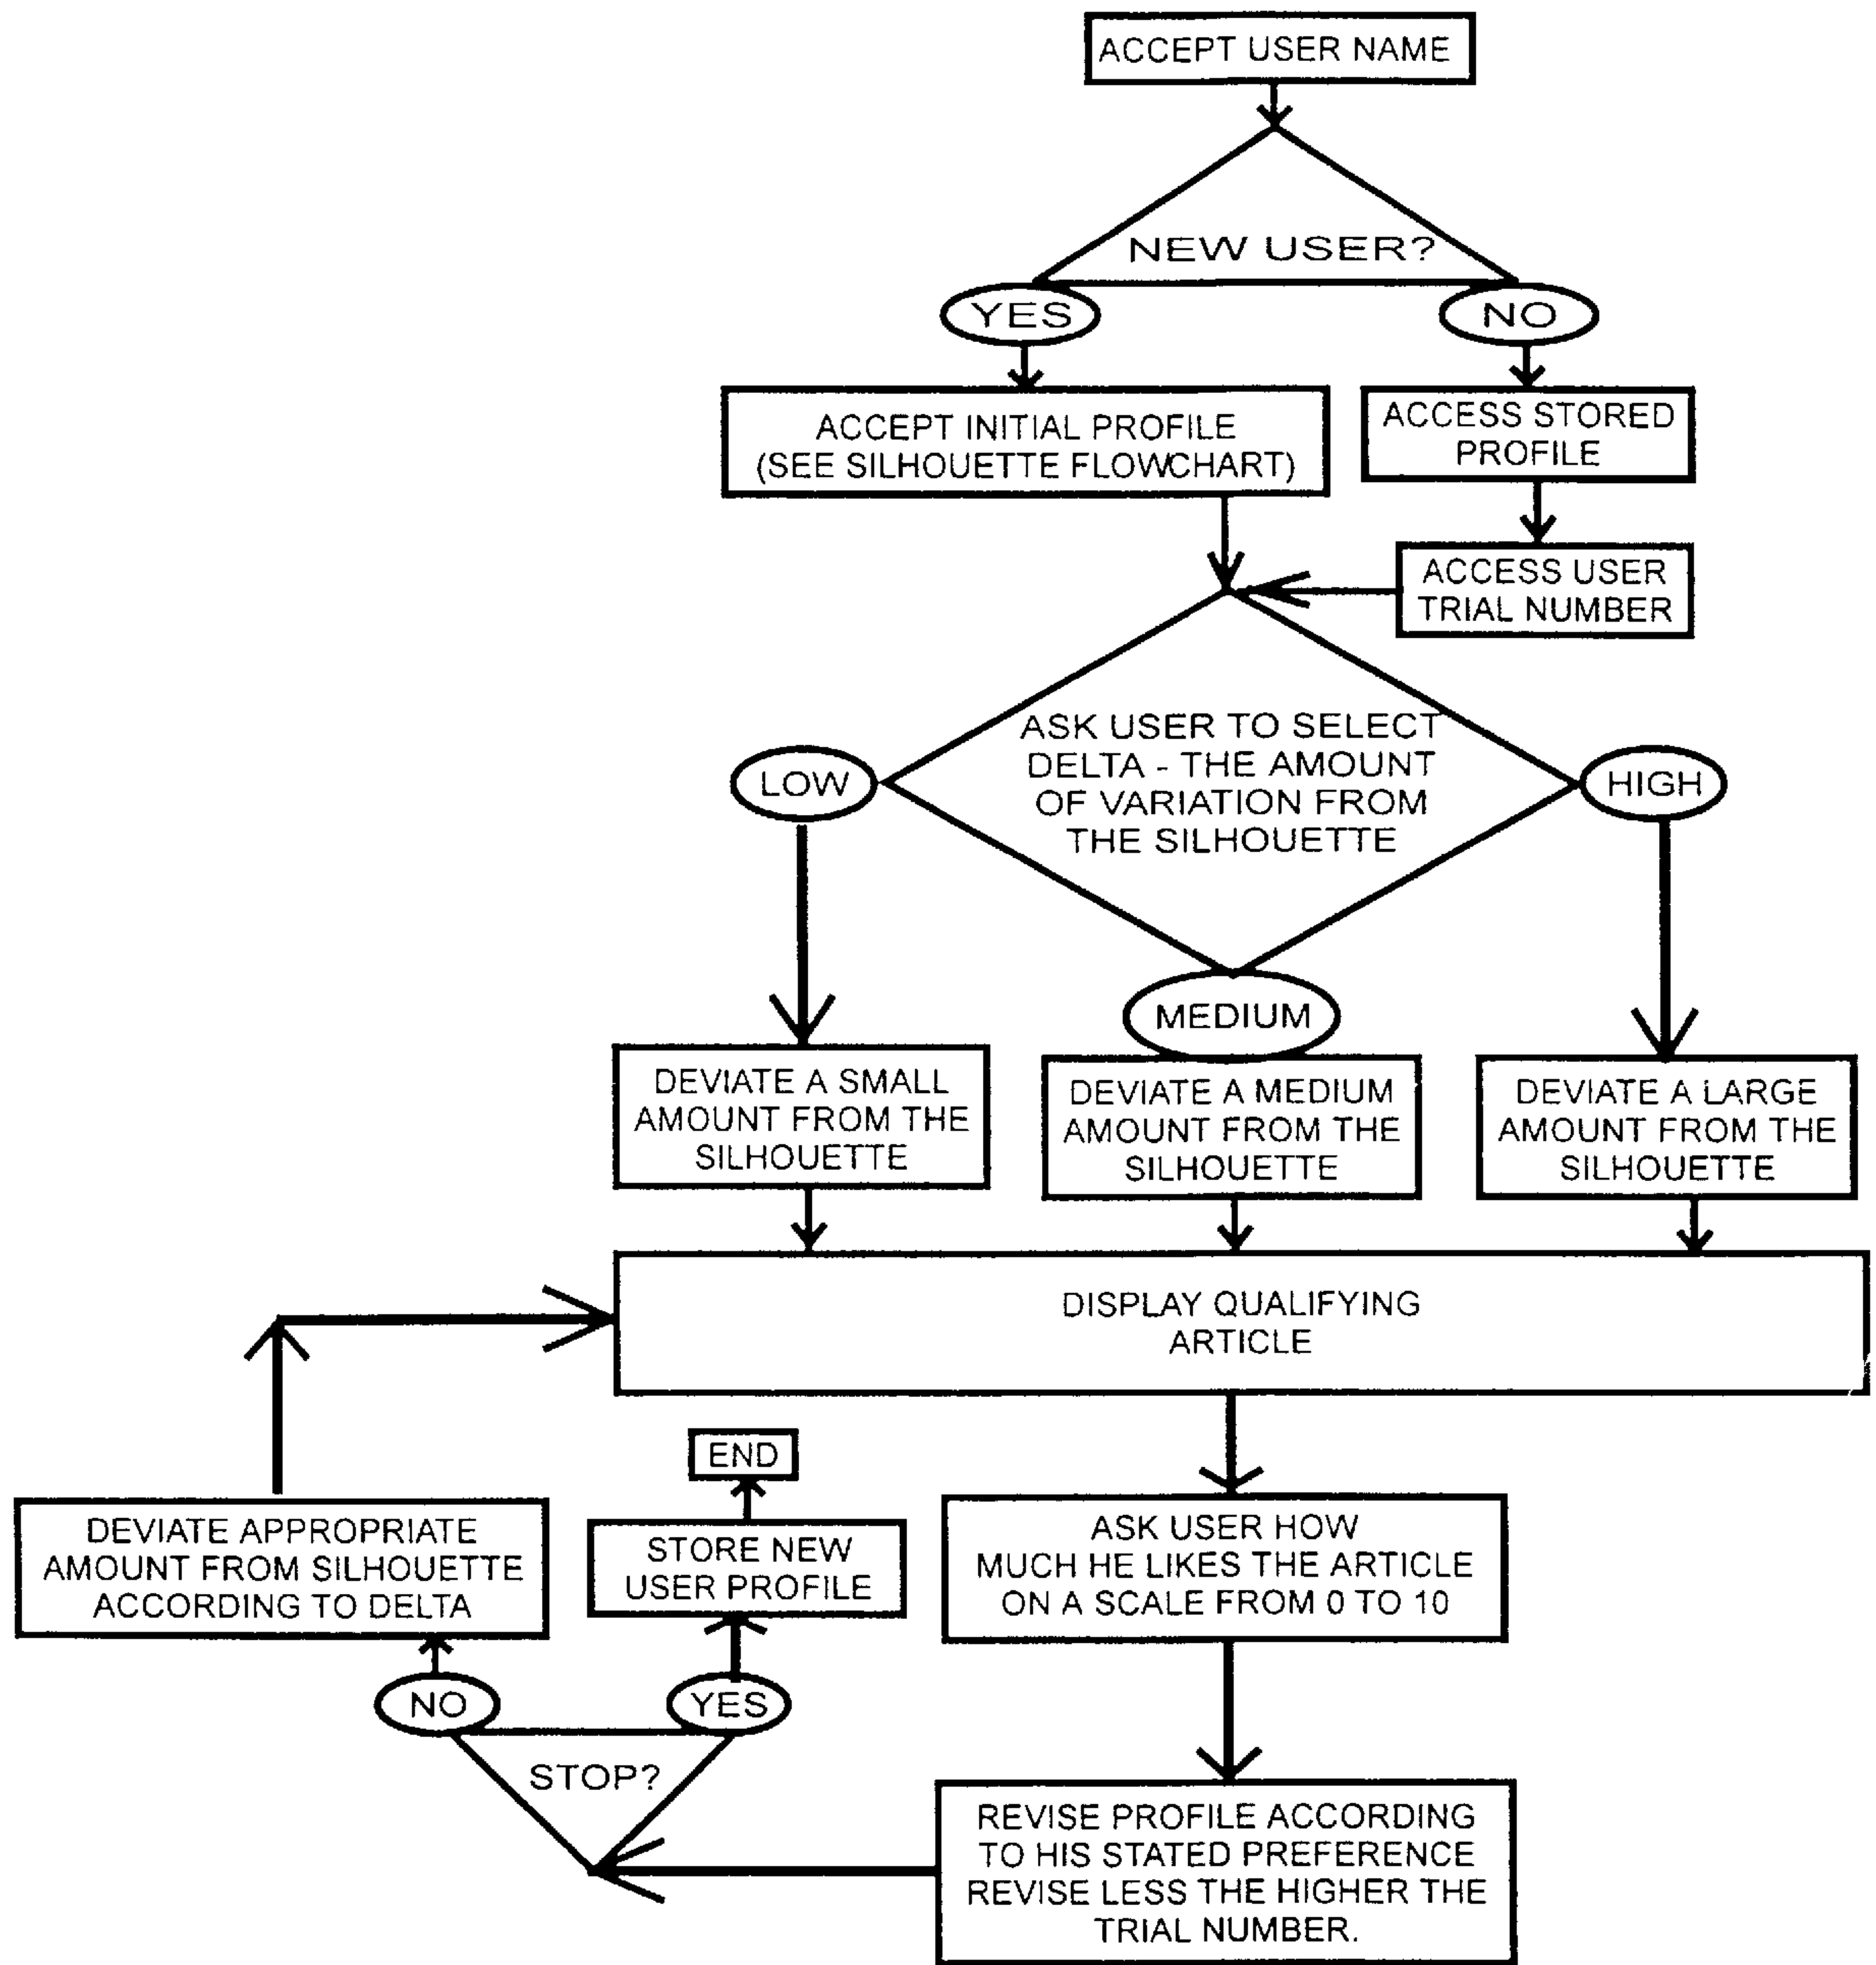 ACCEPT USER NAME
NEW USER?
YES
NO
ACCEPT INITIAL PROFILE
(SEE SILHOUETTE FLOWCHART)
ACCESS STORED
PROFILE
ACCESS USER
TRIAL NUMBER
ASK USER TO SELECT
DELTA - THE AMOUNT
OF VARIATION FROM
THE SILHOUETTE
LOW
HIGH
MEDIUM
DEVIATE A SMALL
AMOUNT FROM THE
SILHOUETTE
DEVIATE A MEDIUM
AMOUNT FROM THE
SILHOUETTE
DEVIATE A LARGE
AMOUNT FROM THE
SILHOUETTE
DISPLAY QUALIFYING
ARTICLE
ASK USER HOW
MUCH HE LIKES THE ARTICLE
ON A SCALE FROM 0 TO 10
REVISE PROFILE ACCORDING
TO HIS STATED PREFERENCE
REVISE LESS THE HIGHER THE
TRIAL NUMBER.
STOP?
NO
YES
DEVIATE APPROPRIATE
AMOUNT FROM SILHOUETTE
ACCORDING TO DELTA
STORE NEW
USER PROFILE
END